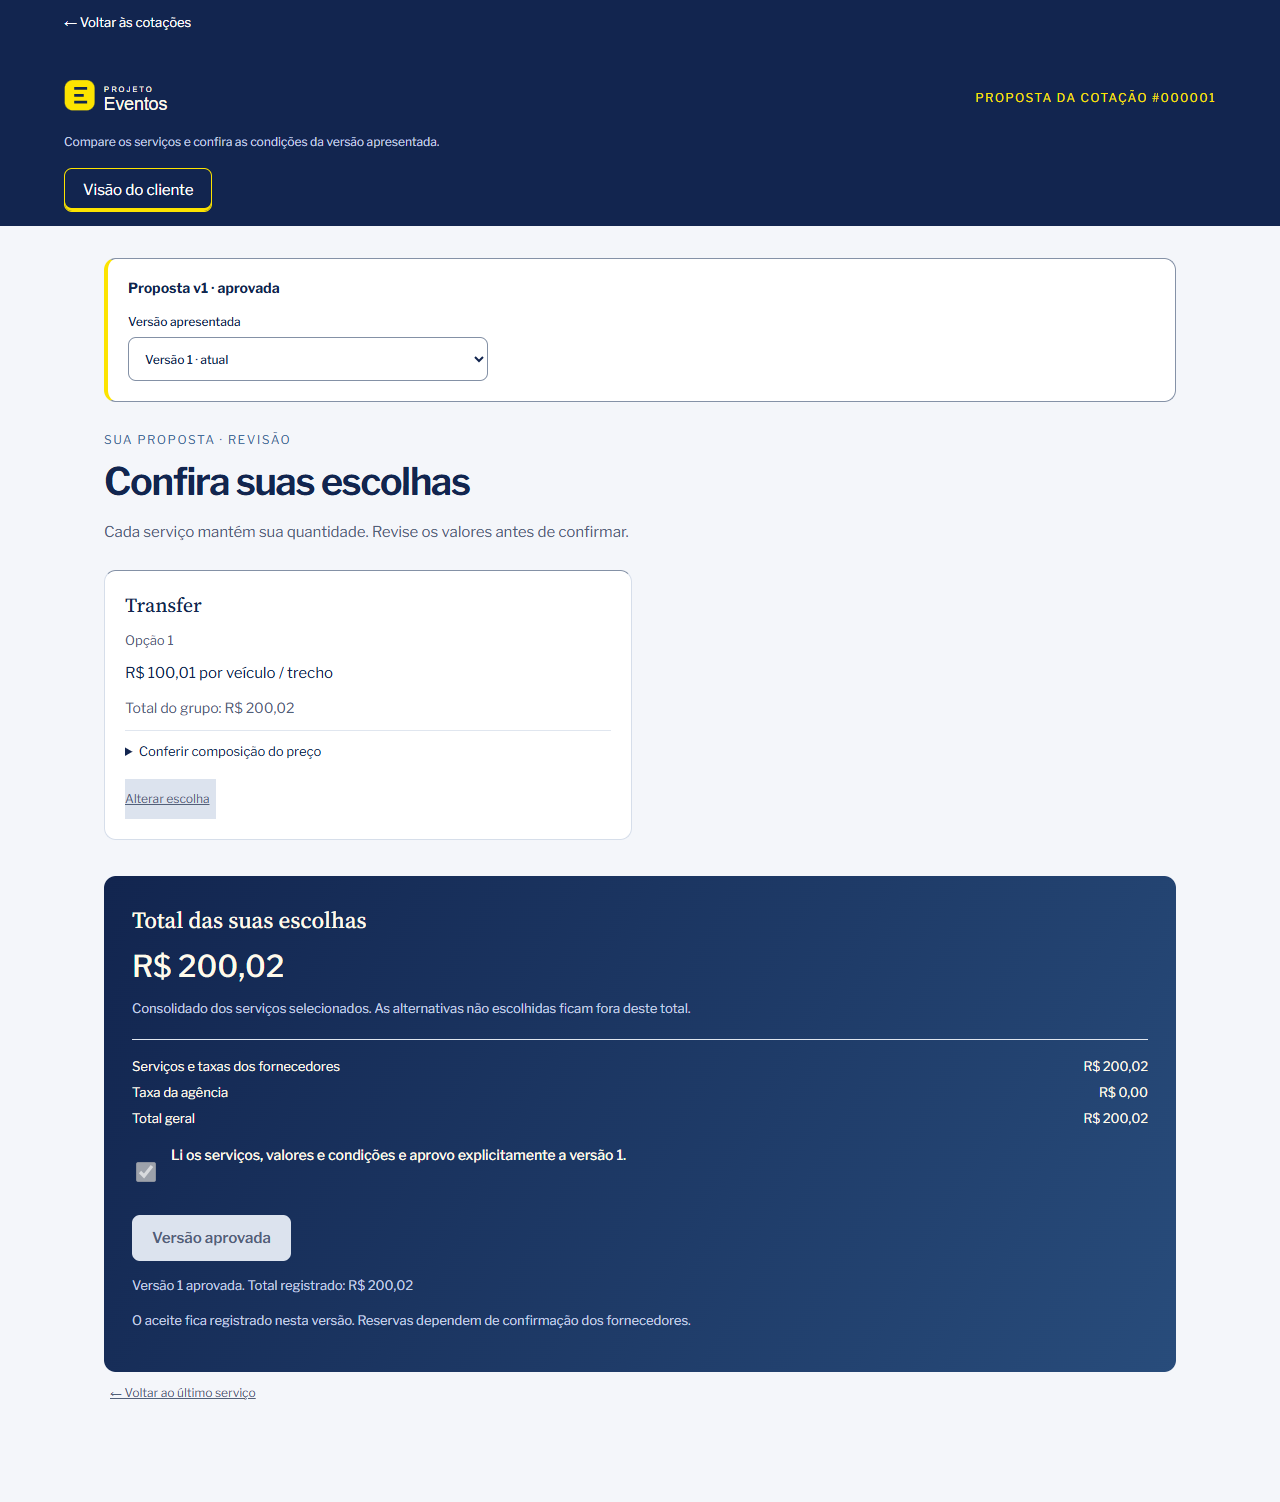 ← Voltar às cotações
PROJETO
Eventos
PROPOSTA DA COTAÇÃO #000001
Compare os serviços e confira as condições da versão apresentada.
Visão do cliente
Proposta v1 · aprovada
Versão apresentada
Versão 1 · atual
SUA PROPOSTA · REVISÃO
Confira suas escolhas
Cada serviço mantém sua quantidade. Revise os valores antes de confirmar.
Transfer
Opção 1
R$ 100,01 por veículo / trecho
Total do grupo: R$ 200,02
Conferir composição do preço
Alterar escolha
Total das suas escolhas
R$ 200,02
Consolidado dos serviços selecionados. As alternativas não escolhidas ficam fora deste total.
Serviços e taxas dos fornecedores R$ 200,02
Taxa da agência R$ 0,00
Total geral R$ 200,02
Li os serviços, valores e condições e aprovo explicitamente a versão 1.
Versão aprovada
Versão 1 aprovada. Total registrado: R$ 200,02
O aceite fica registrado nesta versão. Reservas dependem de confirmação dos fornecedores.
← Voltar ao último serviço